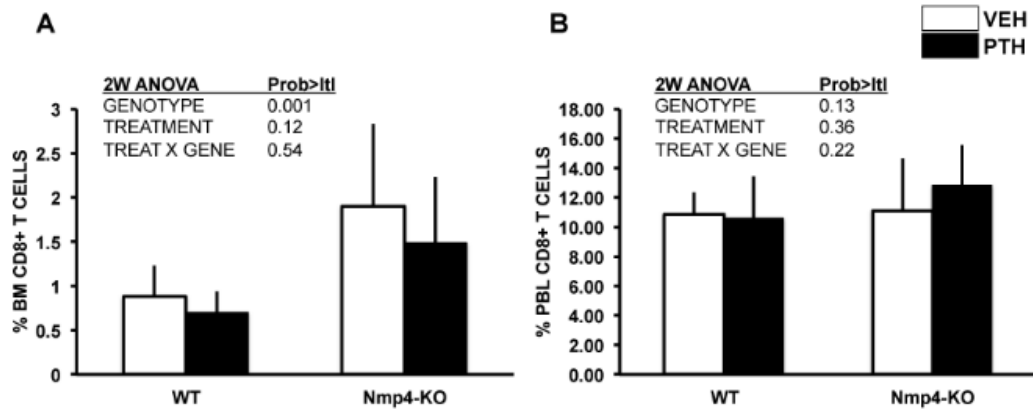 A
B
VEH
PTH
2W ANOVA Prob>ltl
GENOTYPE 0.001
TREATMENT 0.12
TREAT X GENE 0.54
2W ANOVA Prob>ltl
GENOTYPE 0.13
TREATMENT 0.36
TREAT X GENE 0.22
% BM CD8+ T CELLS
3
2.5
2
1.5
1
0.5
0
WT Nmp4-KO
% PBL CD8+ T CELLS
18.00
16.00
14.00
12.00
10.00
8.00
6.00
4.00
2.00
0.00
WT Nmp4-KO